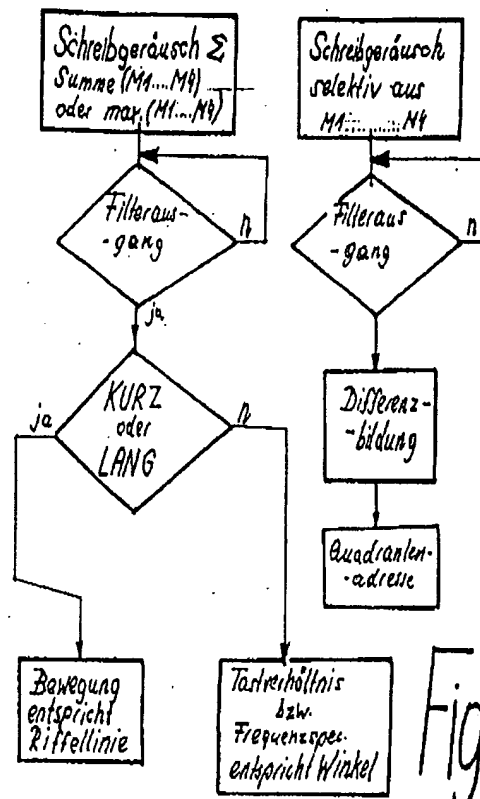 Schreibgeräusch Σ
Summe (M1....M4)
oder max (M1....M4)
Filteraus-
-gang
n
ja
KURZ
oder
LANG
ja
n
Bewegung
entspricht
Riffellinie
Tastverhältnis
bzw.
Frequenzspec.
entspricht Winkel
Schreibgeräusch
selektiv aus
M1..........M4
Filteraus
-gang
n
Differenz-
-bildung
Quadranten-
-adresse
Fig